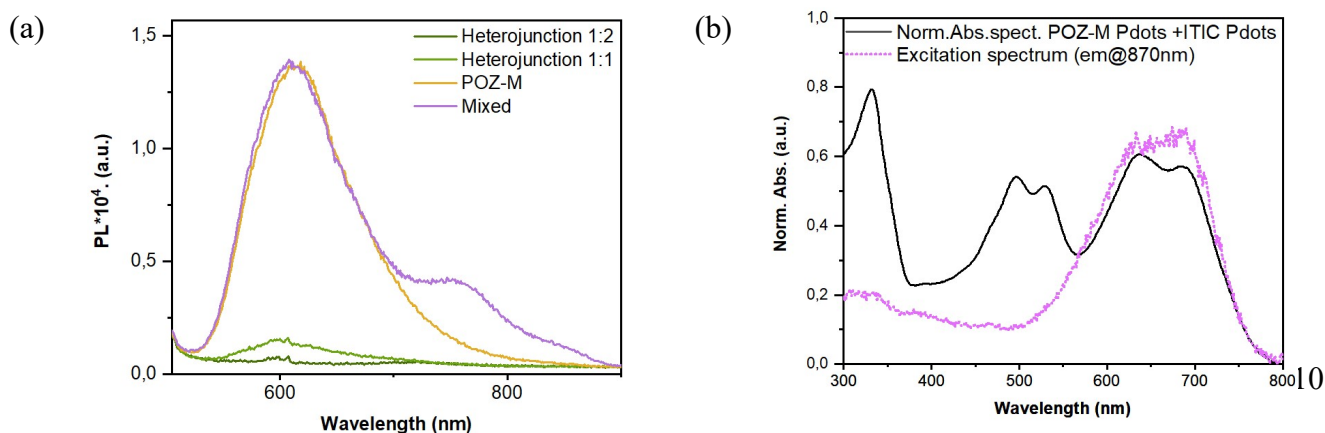 (a)
1,5
1,0
0,5
0,0
PL*10⁴. (a.u.)
Heterojunction 1:2
Heterojunction 1:1
POZ-M
Mixed
600
800
Wavelength (nm)
(b)
1,0
0,8
0,6
0,4
0,2
0,0
Norm. Abs. (a.u.)
Norm.Abs.spect. POZ-M Pdots +ITIC Pdots
Excitation spectrum (em@870nm)
300
400
500
600
700
800
10
Wavelength (nm)